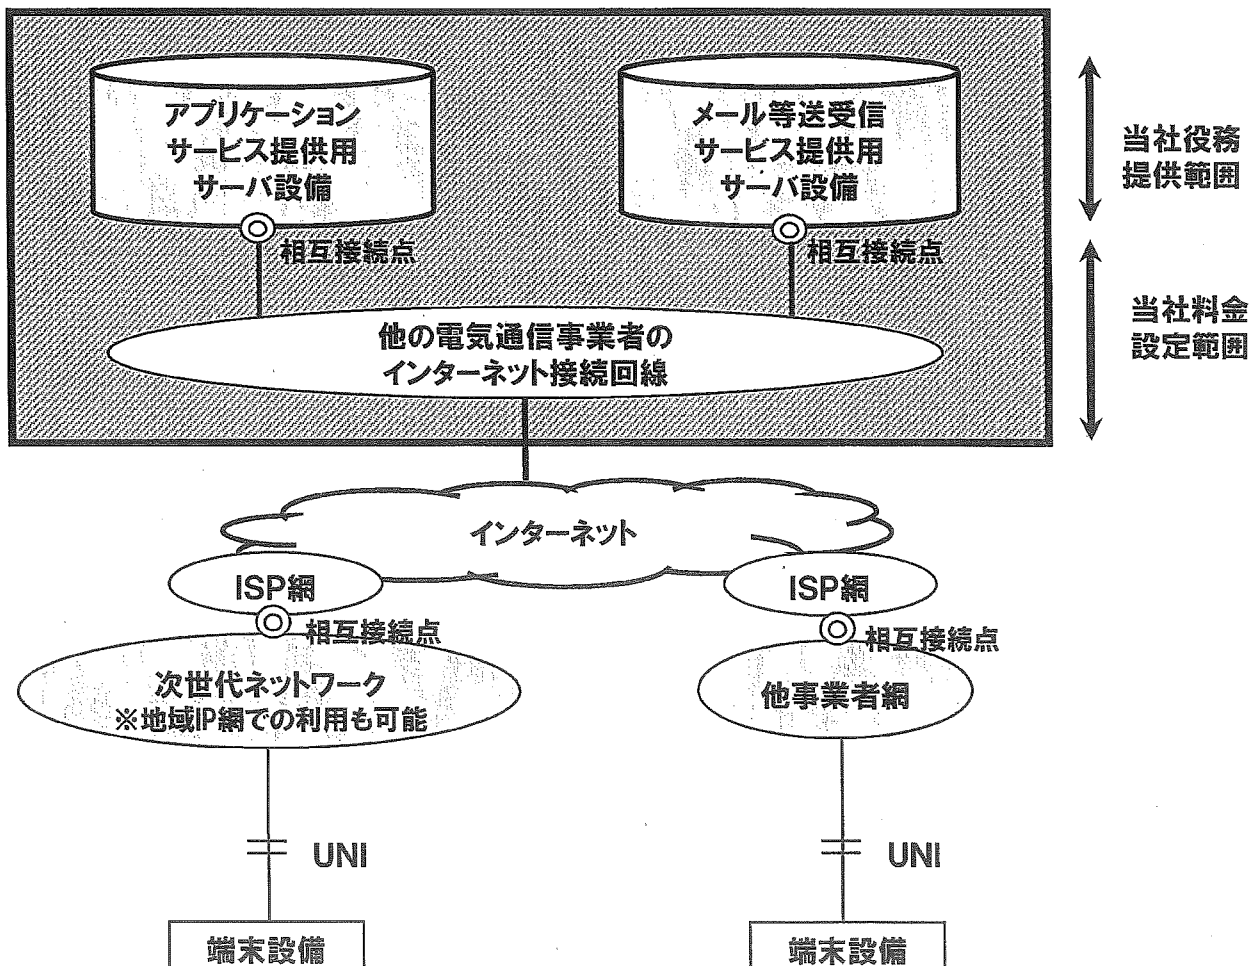 アプリケーション
サービス提供用
サーバ設備
メール等送受信
サービス提供用
サーバ設備
当社役務
提供範囲
相互接続点
相互接続点
当社料金
設定範囲
他の電気通信事業者の
インターネット接続回線
インターネット
ISP網
ISP網
相互接続点
相互接続点
次世代ネットワーク
※地域IP網での利用も可能
他事業者網
UNI
UNI
端末設備
端末設備